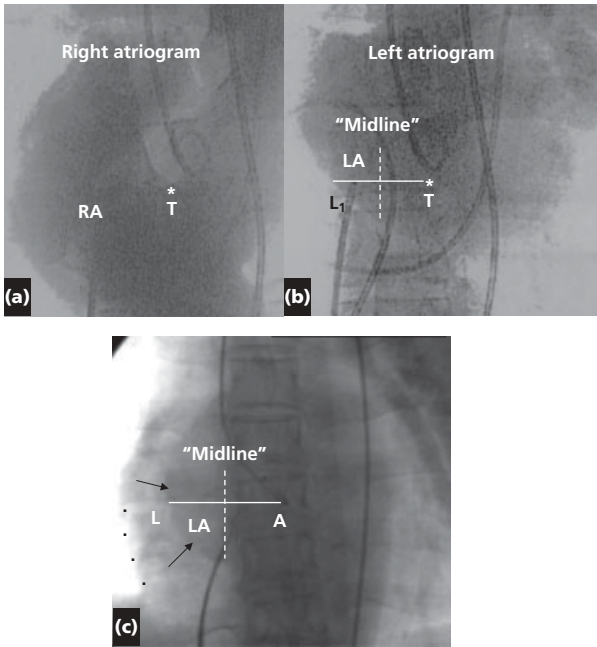 Right atriogram
RA
*
T
(a)
Left atriogram
“Midline”
LA
L1
*
T
(b)
“Midline”
L
LA
A
(c)